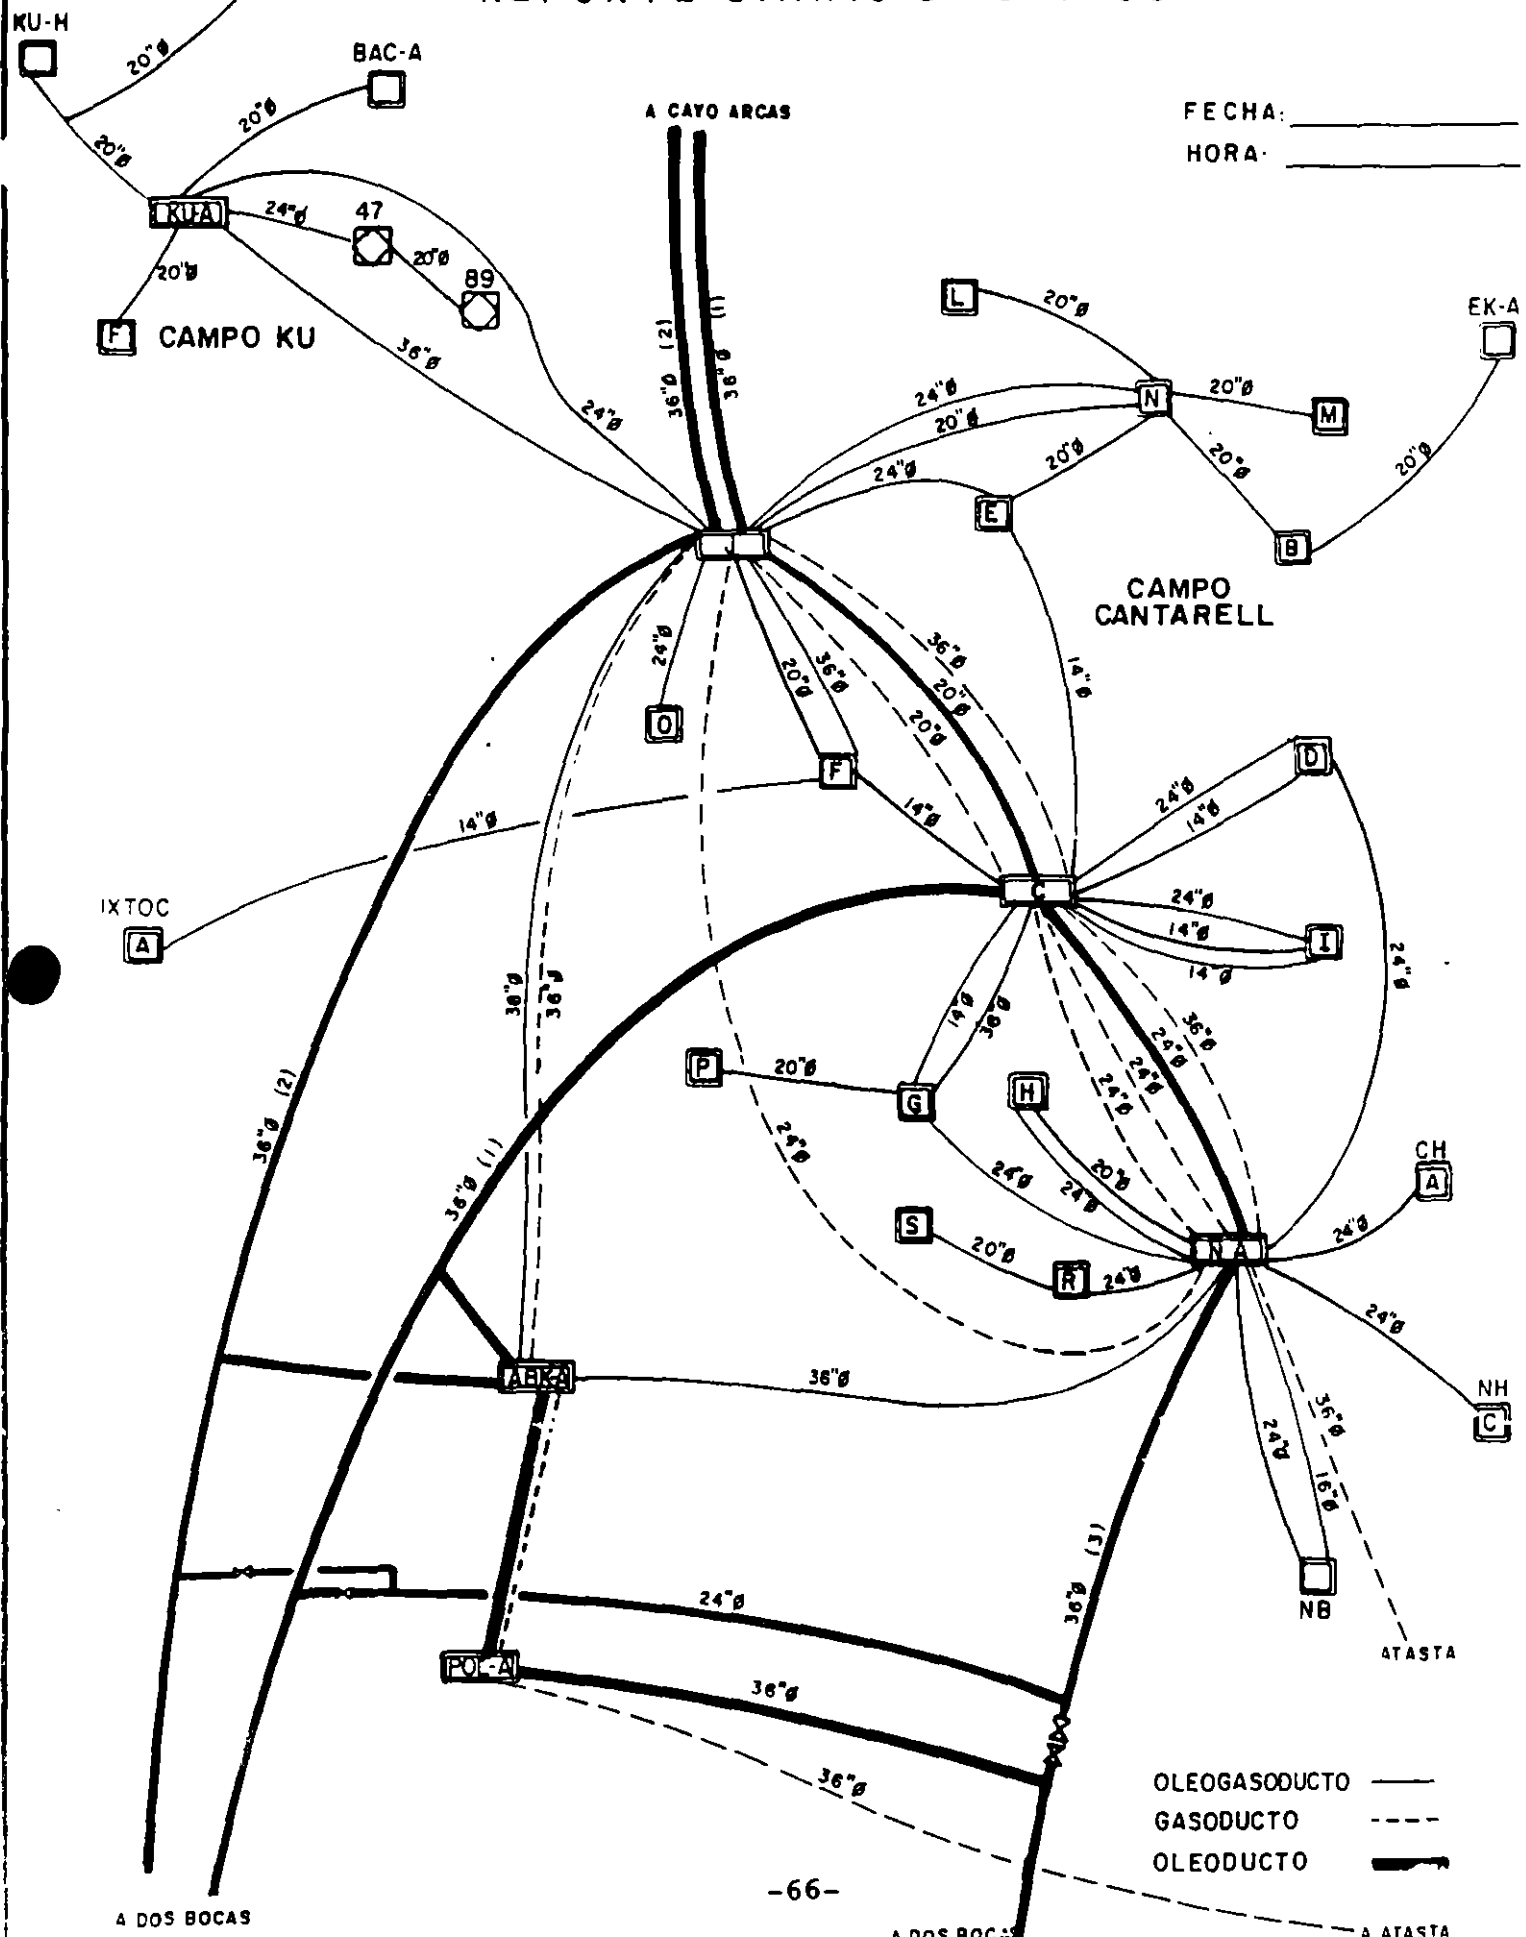 KU-H
20"ø
BAC-A
20"ø
A CAYO ARCAS
FECHA:
HORA:
20"ø
KU-A
24"ø
47
20"ø
89
20"ø
F
CAMPO KU
36"ø
24"ø
36"ø (2)
36"ø (1)
L
20"ø
EK-A
24"ø
20"ø
N
20"ø
M
24"ø
20"ø
20"ø
20"ø
E
B
J
CAMPO
CANTARELL
24"ø
20"ø
36"ø
36"ø
20"ø
20"ø
14"ø
O
F
D
14"ø
14"ø
24"ø
14"ø
IXTOC
A
C
24"ø
14"ø
14"ø
I
24"ø
36"ø
36"ø
14"ø
36"ø
36"ø
24"ø
24"ø
24"ø
P
20"ø
G
H
36"ø (2)
36"ø (1)
24"ø
24"ø
20"ø
24"ø
CH
A
S
20"ø
R
24"ø
NA
24"ø
24"ø
ABK-A
36"ø
NH
C
36"ø
24"ø
16"ø
36"ø (3)
NB
24"ø
ATASTA
POL-A
36"ø
36"ø
OLEOGASODUCTO
GASODUCTO
OLEODUCTO
-66-
A DOS BOCAS
A DOS BOCAS
A ATASTA